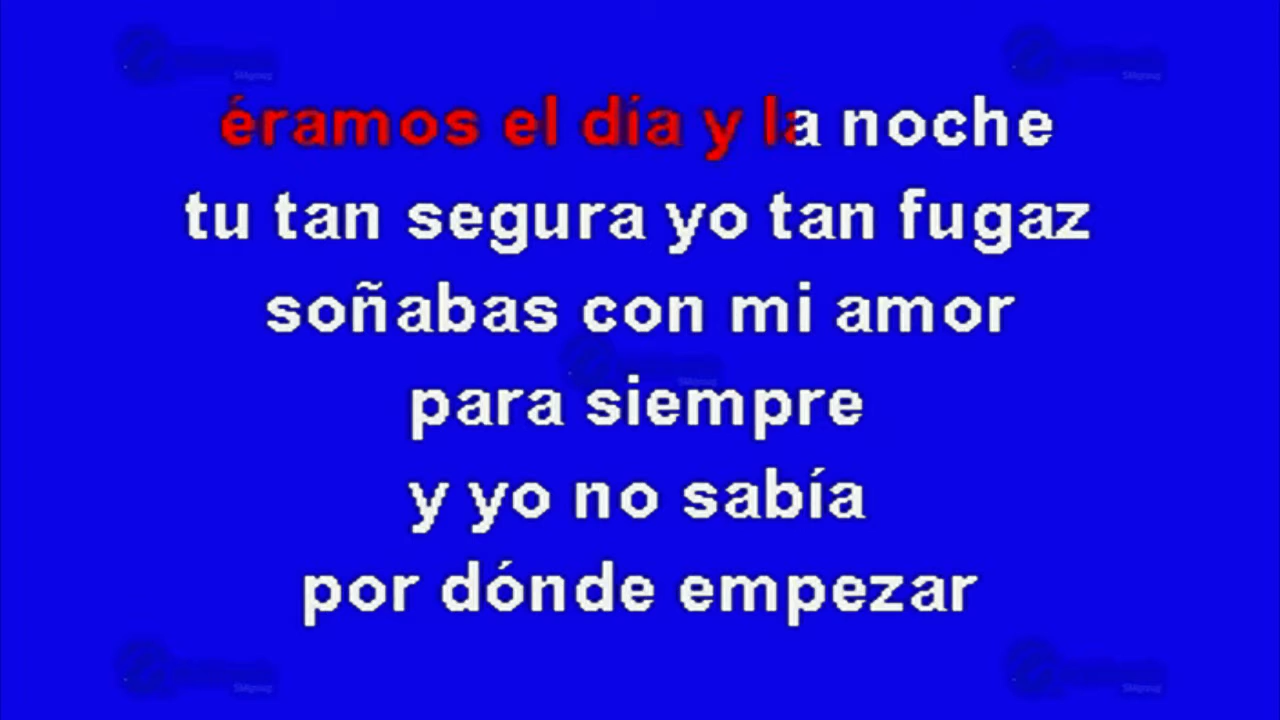 éramos el día y la noche
tu tan segura yo tan fugaz
soñabas con mi amor
para siempre
y yo no sabía
por dónde empezar